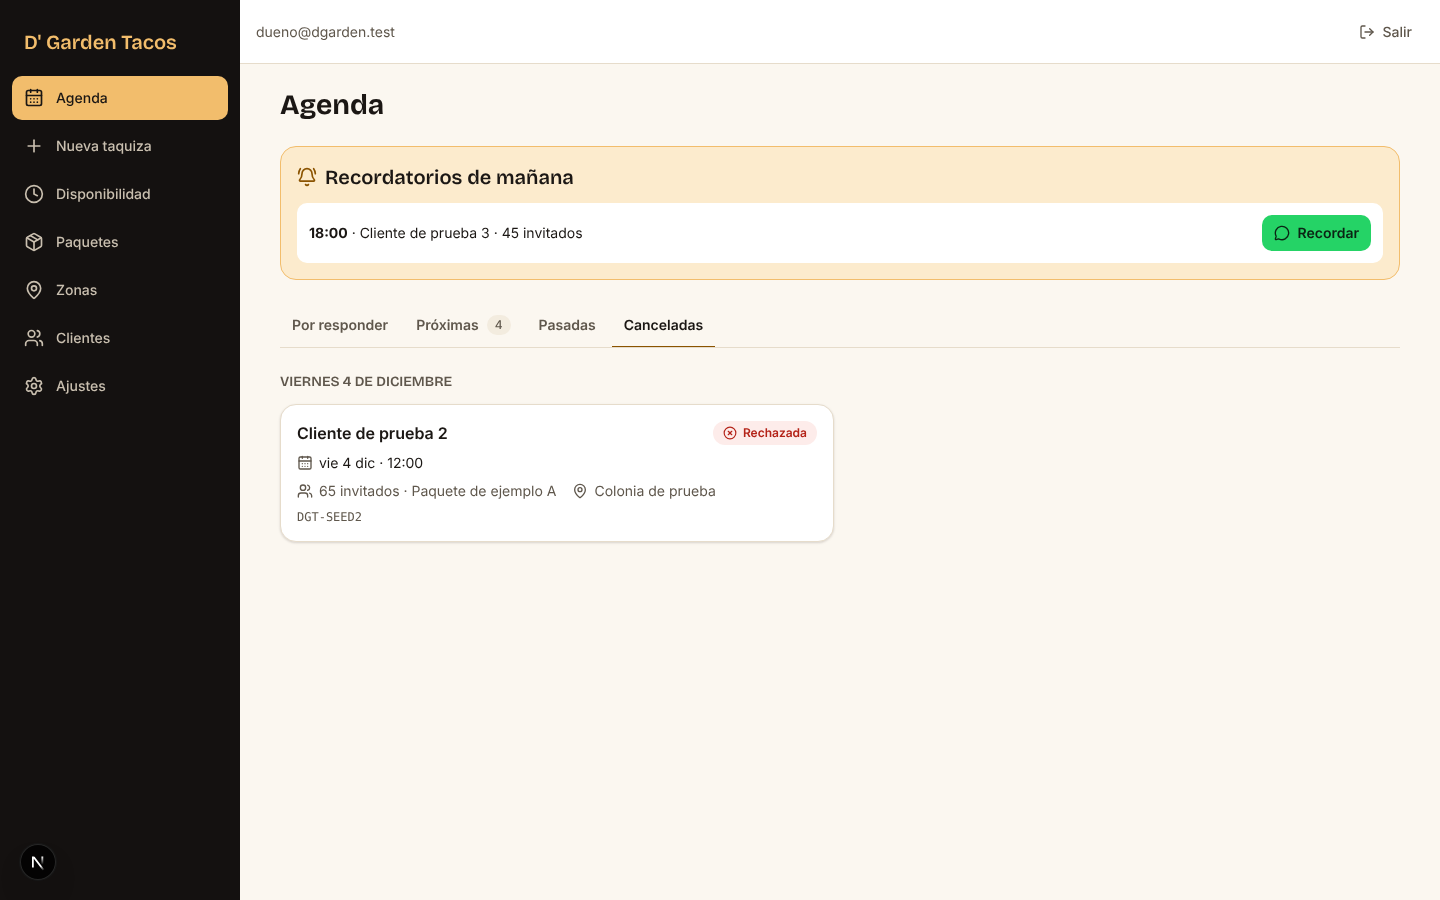 D' Garden Tacos
Agenda
Nueva taquiza
Disponibilidad
Paquetes
Zonas
Clientes
Ajustes
N
dueno@dgarden.test
Salir
Agenda
Recordatorios de mañana
18:00 · Cliente de prueba 3 · 45 invitados
Recordar
Por responder Próximas 4 Pasadas Canceladas
VIERNES 4 DE DICIEMBRE
Cliente de prueba 2
Rechazada
vie 4 dic · 12:00
65 invitados · Paquete de ejemplo A Colonia de prueba
DGT-SEED2